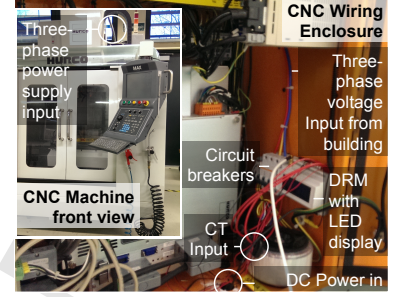 Three-
phase
power
supply
input
HURCO
MAX
CNC Machine
front view
CNC Wiring
Enclosure
Three-
phase
voltage
Input from
building
Circuit
breakers
DRM
with
LED
display
CT
Input
DC Power in